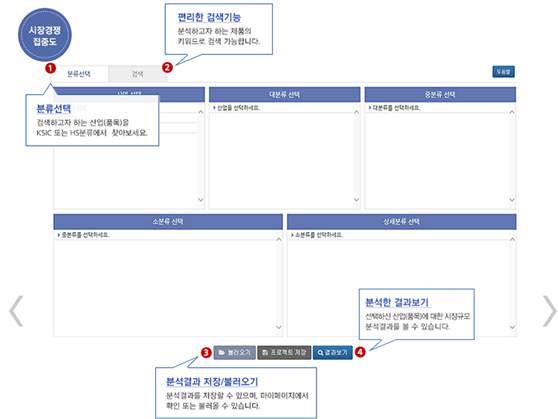 시장경쟁
집중도
편리한 검색기능
분석하고자 하는 제품의
키워드로 검색 가능합니다.
1
분류선택
2
검색
도움말
산업 선택
대분류 선택
중분류 선택
산업을 선택하세요.
대분류를 선택하세요.
분류선택
검색하고자 하는 산업(품목)을
KSIC 또는 HS분류에서 찾아보세요.
소분류 선택
상세분류 선택
중분류를 선택하세요.
소분류를 선택하세요.
분석한 결과보기
선택하신 산업(품목)에 대한 시장규모
분석결과를 볼 수 있습니다.
3
불러오기
프로젝트 저장
결과보기
4
분석결과 저장/불러오기
분석결과를 저장할 수 있으며, 마이페이지에서
확인 또는 불러올 수 있습니다.